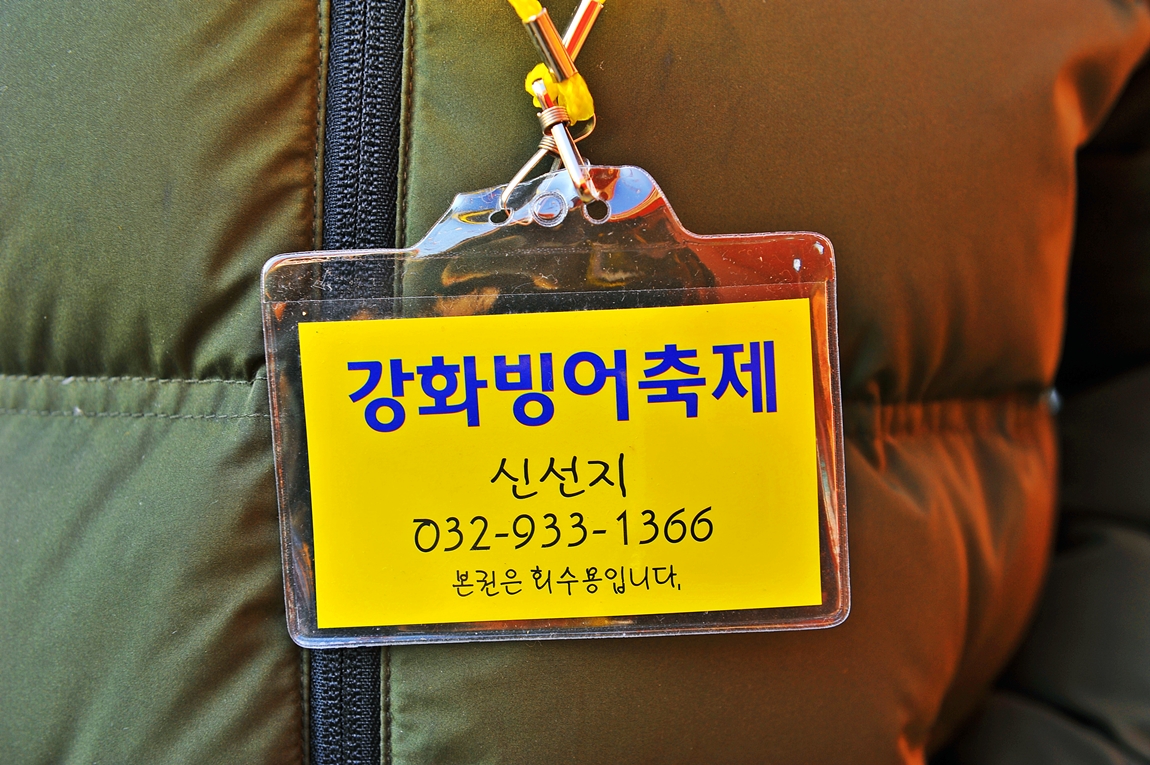 강화빙어축제
신선지
032-933-1366
본권은 회수용입니다.